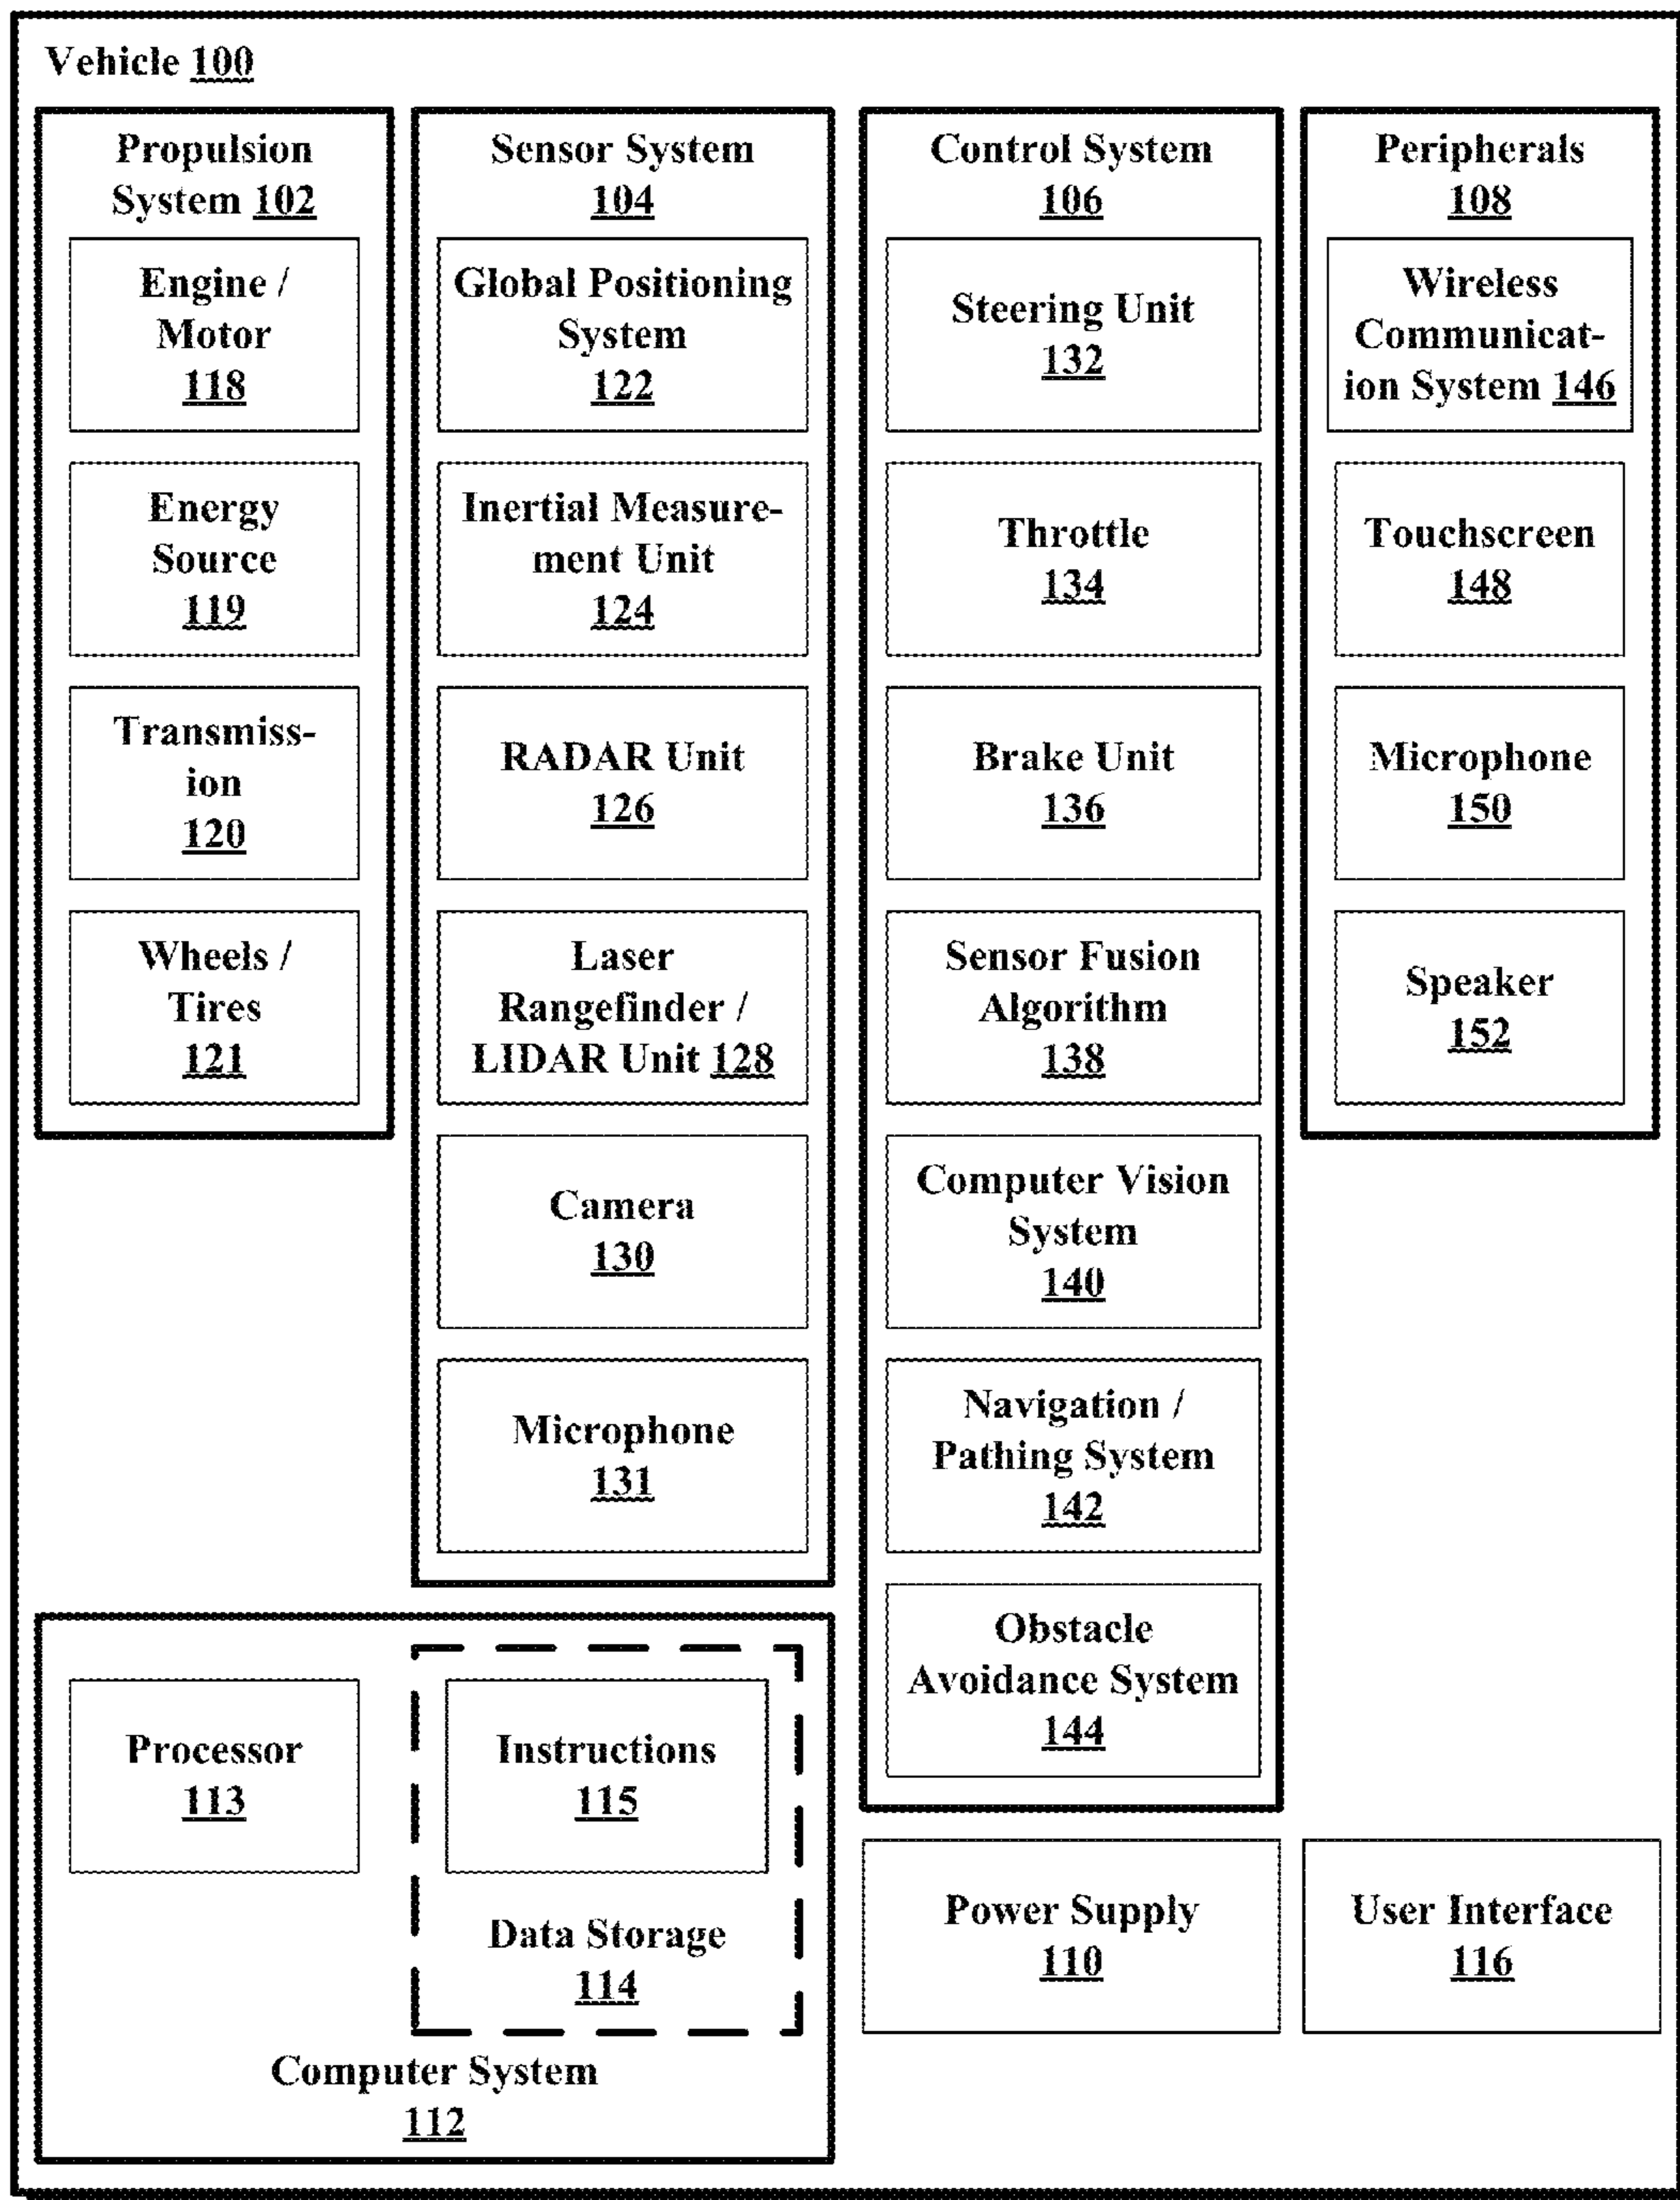 Vehicle 100
Propulsion
System 102
Engine /
Motor
118
Energy
Source
119
Transmiss-
ion
120
Wheels /
Tires
121
Sensor System
104
Global Positioning
System
122
Inertial Measure-
ment Unit
124
RADAR Unit
126
Laser
Rangefinder /
LIDAR Unit 128
Camera
130
Microphone
131
Control System
106
Steering Unit
132
Throttle
134
Brake Unit
136
Sensor Fusion
Algorithm
138
Computer Vision
System
140
Navigation /
Pathing System
142
Obstacle
Avoidance System
144
Peripherals
108
Wireless
Communicat-
ion System 146
Touchscreen
148
Microphone
150
Speaker
152
Processor
113
Instructions
115
Data Storage
114
Computer System
112
Power Supply
110
User Interface
116